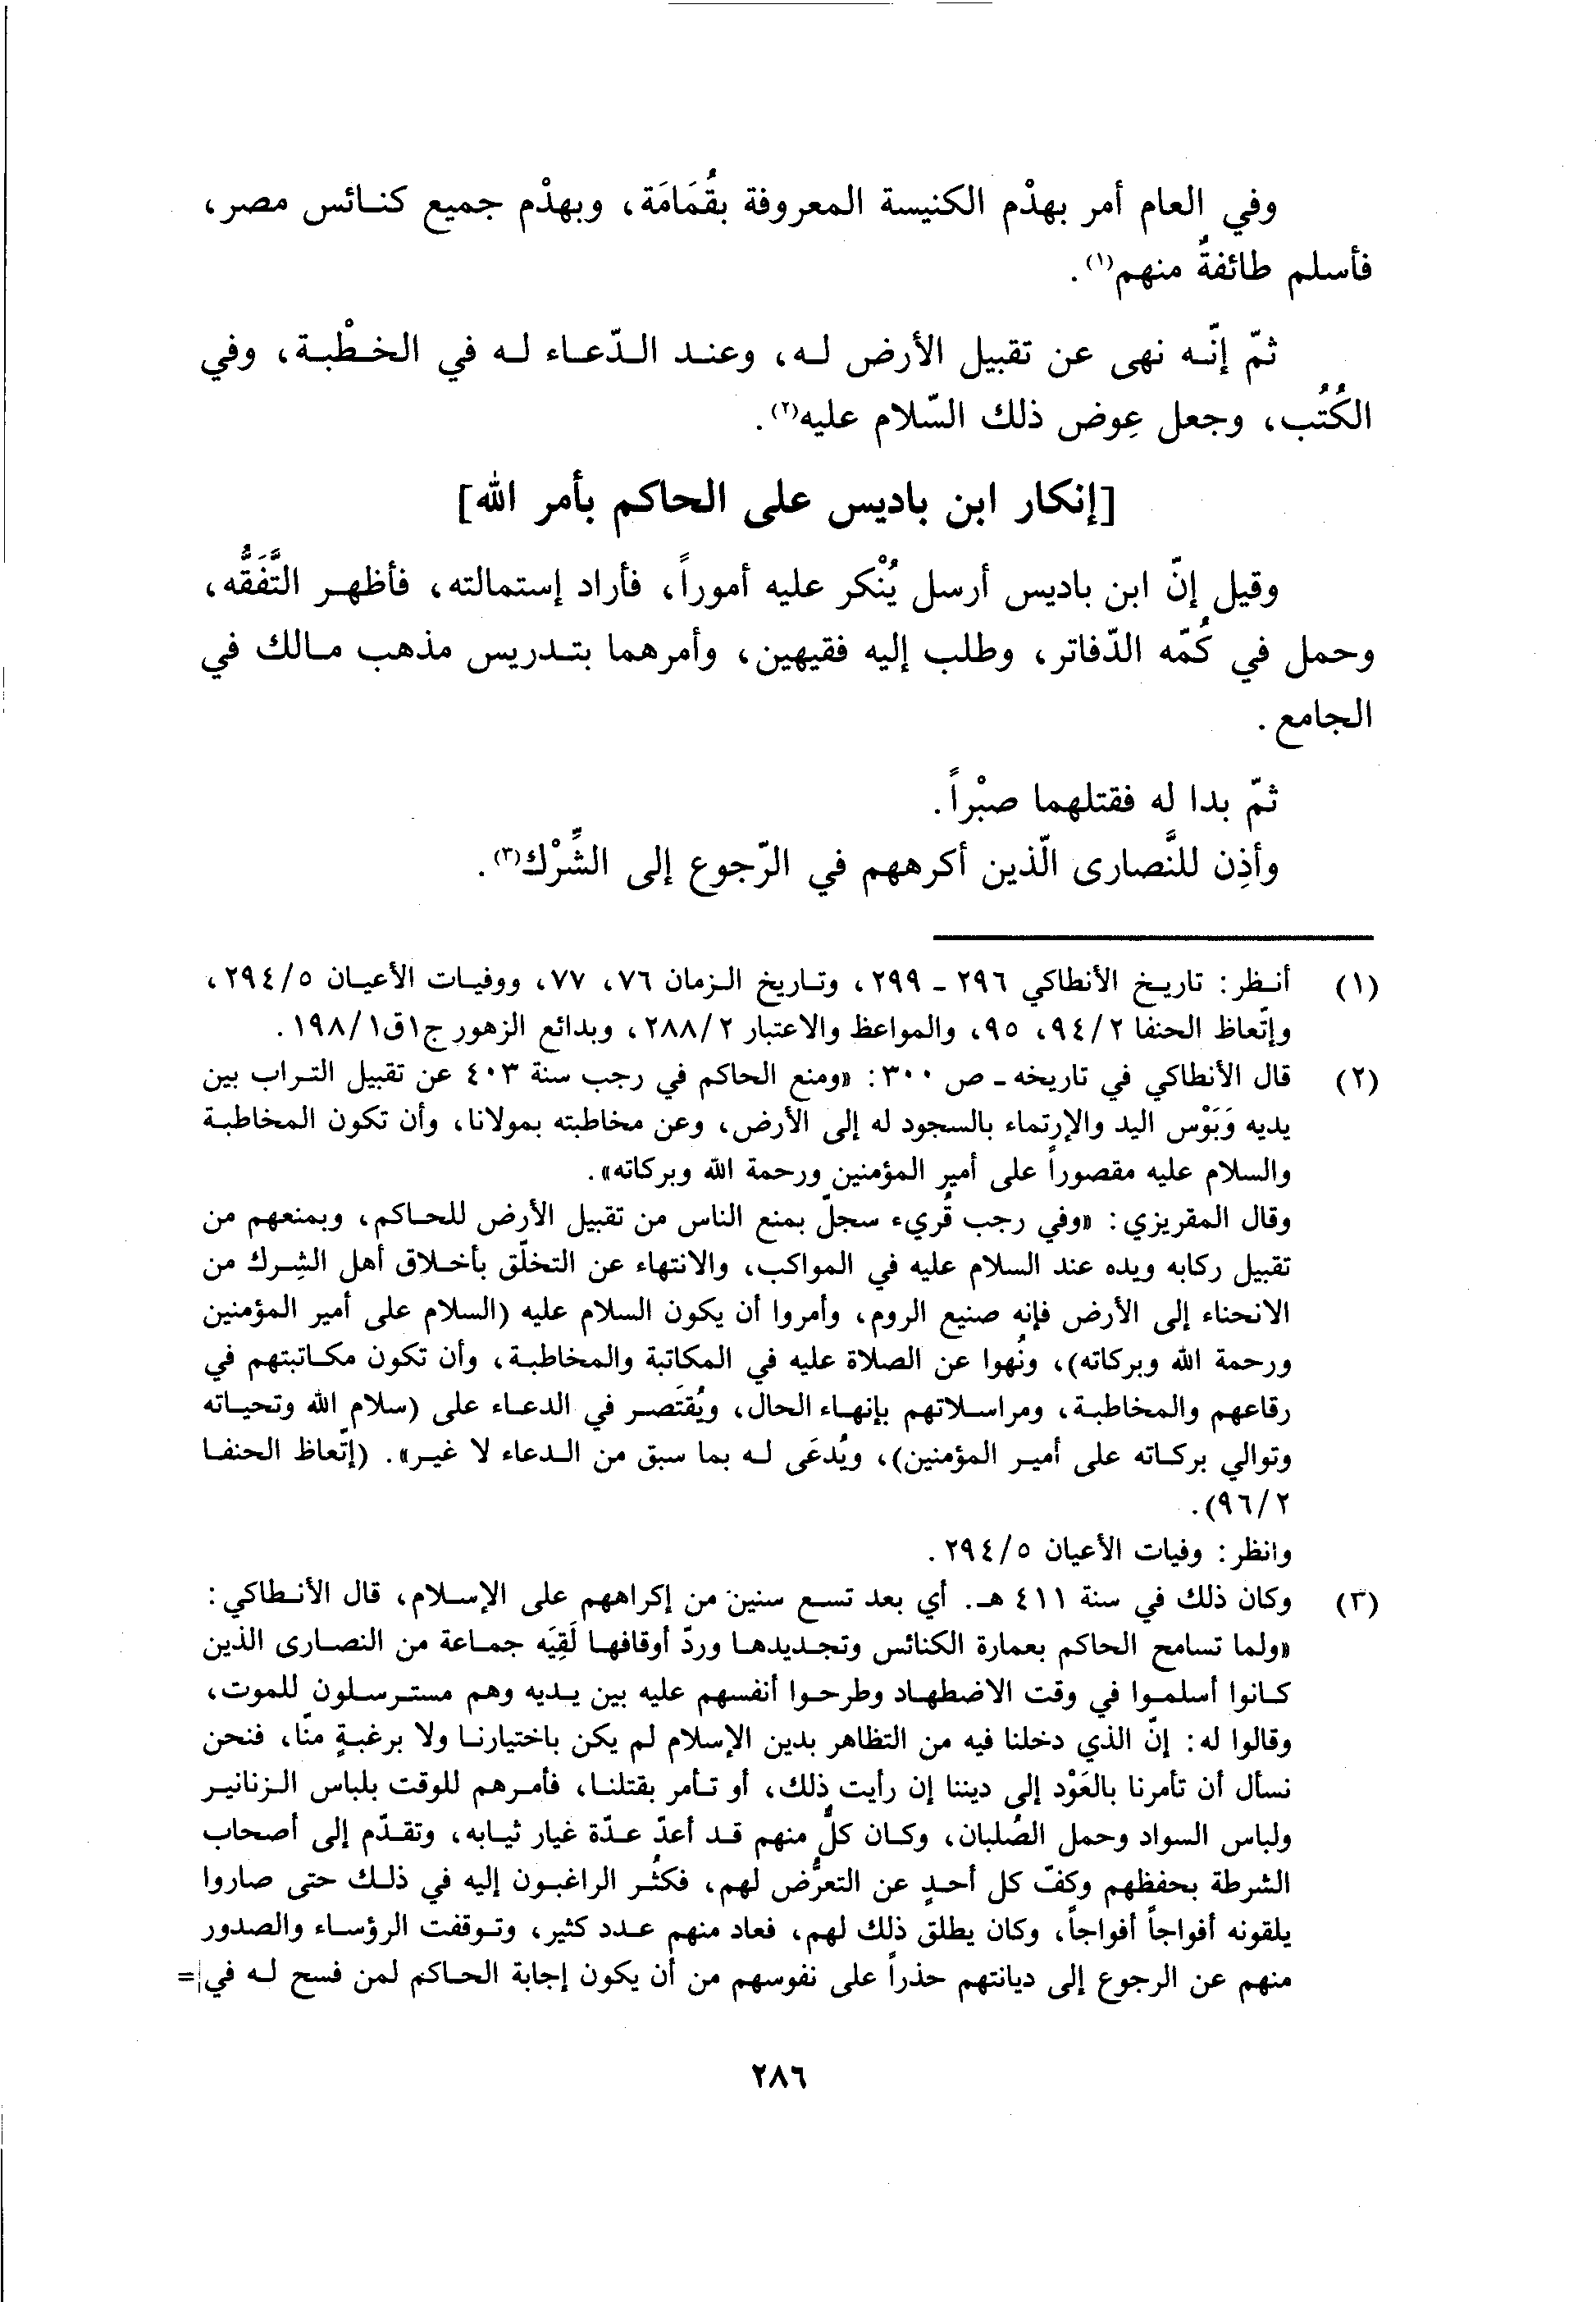 وفي العام أمر بهدْم الكنيسة المعروفة بقُمَامَة، وبهدْم جميع كنائس مصر،
فأسلم طائفةٌ منهم(١).
ثمّ إنّه نهى عن تقبيل الأرض له، وعند الدّعاء له في الخطْبة، وفي
الكُتُب، وجعل عِوض ذلك السّلام عليه(٢).
[إنكار ابن باديس على الحاكم بأمر الله]
وقيل إنّ ابن باديس أرسل يُنْكر عليه أموراً، فأراد إستمالته، فأظهر التَّفَقُّه،
وحمل في كُمّه الدّفاتر، وطلب إليه فقيهين، وأمرهما بتدريس مذهب مالك في
الجامع.
ثمّ بدا له فقتلهما صبْراً.
وأذِن للنَّصارى الّذين أكرههم في الرّجوع إلى الشِّرْك(٣).
(١) أنظر: تاريخ الأنطاكي ٢٩٦ - ٢٩٩، وتاريخ الزمان ٧٦، ٧٧، ووفيات الأعيان ٥/٢٩٤،
وإتّعاظ الحنفا ٢/٩٤، ٩٥، والمواعظ والاعتبار ٢/٢٨٨، وبدائع الزهور ج١ق١/١٩٨.
(٢) قال الأنطاكي في تاريخه - ص ٣٠٠: «ومنع الحاكم في رجب سنة ٤٠٣ عن تقبيل التراب بين
يديه وَبَوْس اليد والإرتماء بالسجود له إلى الأرض، وعن مخاطبته بمولانا، وأن تكون المخاطبة
والسلام عليه مقصوراً على أمير المؤمنين ورحمة الله وبركاته».
وقال المقريزي: «وفي رجب قُريء سجلّ بمنع الناس من تقبيل الأرض للحاكم، وبمنعهم من
تقبيل ركابه ويده عند السلام عليه في المواكب، والانتهاء عن التخلّق بأخلاق أهل الشِرك من
الانحناء إلى الأرض فإنه صنيع الروم، وأمروا أن يكون السلام عليه (السلام على أمير المؤمنين
ورحمة الله وبركاته)، ونُهوا عن الصلاة عليه في المكاتبة والمخاطبة، وأن تكون مكاتبتهم في
رقاعهم والمخاطبة، ومراسلاتهم بإنهاء الحال، ويُقتَصر في الدعاء على (سلام الله وتحياته
وتوالي بركاته على أمير المؤمنين)، ويُدعَى له بما سبق من الدعاء لا غير». (إتّعاظ الحنفا
٢/٩٦).
وانظر: وفيات الأعيان ٥/٢٩٤.
(٣) وكان ذلك في سنة ٤١١ هـ. أي بعد تسع سنين من إكراههم على الإسلام، قال الأنطاكي:
«ولما تسامح الحاكم بعمارة الكنائس وتجديدها وردّ أوقافها لَقِيَه جماعة من النصارى الذين
كانوا أسلموا في وقت الاضطهاد وطرحوا أنفسهم عليه بين يديه وهم مسترسلون للموت،
وقالوا له: إنّ الذي دخلنا فيه من التظاهر بدين الإسلام لم يكن باختيارنا ولا برغبةٍ منّا، فنحن
نسأل أن تأمرنا بالعَوْد إلى ديننا إن رأيت ذلك، أو تأمر بقتلنا، فأمرهم للوقت بلباس الزنانير
ولباس السواد وحمل الصُلبان، وكان كلٌّ منهم قد أعدّ عدّة غيار ثيابه، وتقدّم إلى أصحاب
الشرطة بحفظهم وكفّ كل أحدٍ عن التعرُّض لهم، فكثُر الراغبون إليه في ذلك حتى صاروا
يلقونه أفواجاً أفواجاً، وكان يطلق ذلك لهم، فعاد منهم عدد كثير، وتوقفت الرؤساء والصدور
منهم عن الرجوع إلى ديانتهم حذراً على نفوسهم من أن يكون إجابة الحاكم لمن فسح له في =
٢٨٦